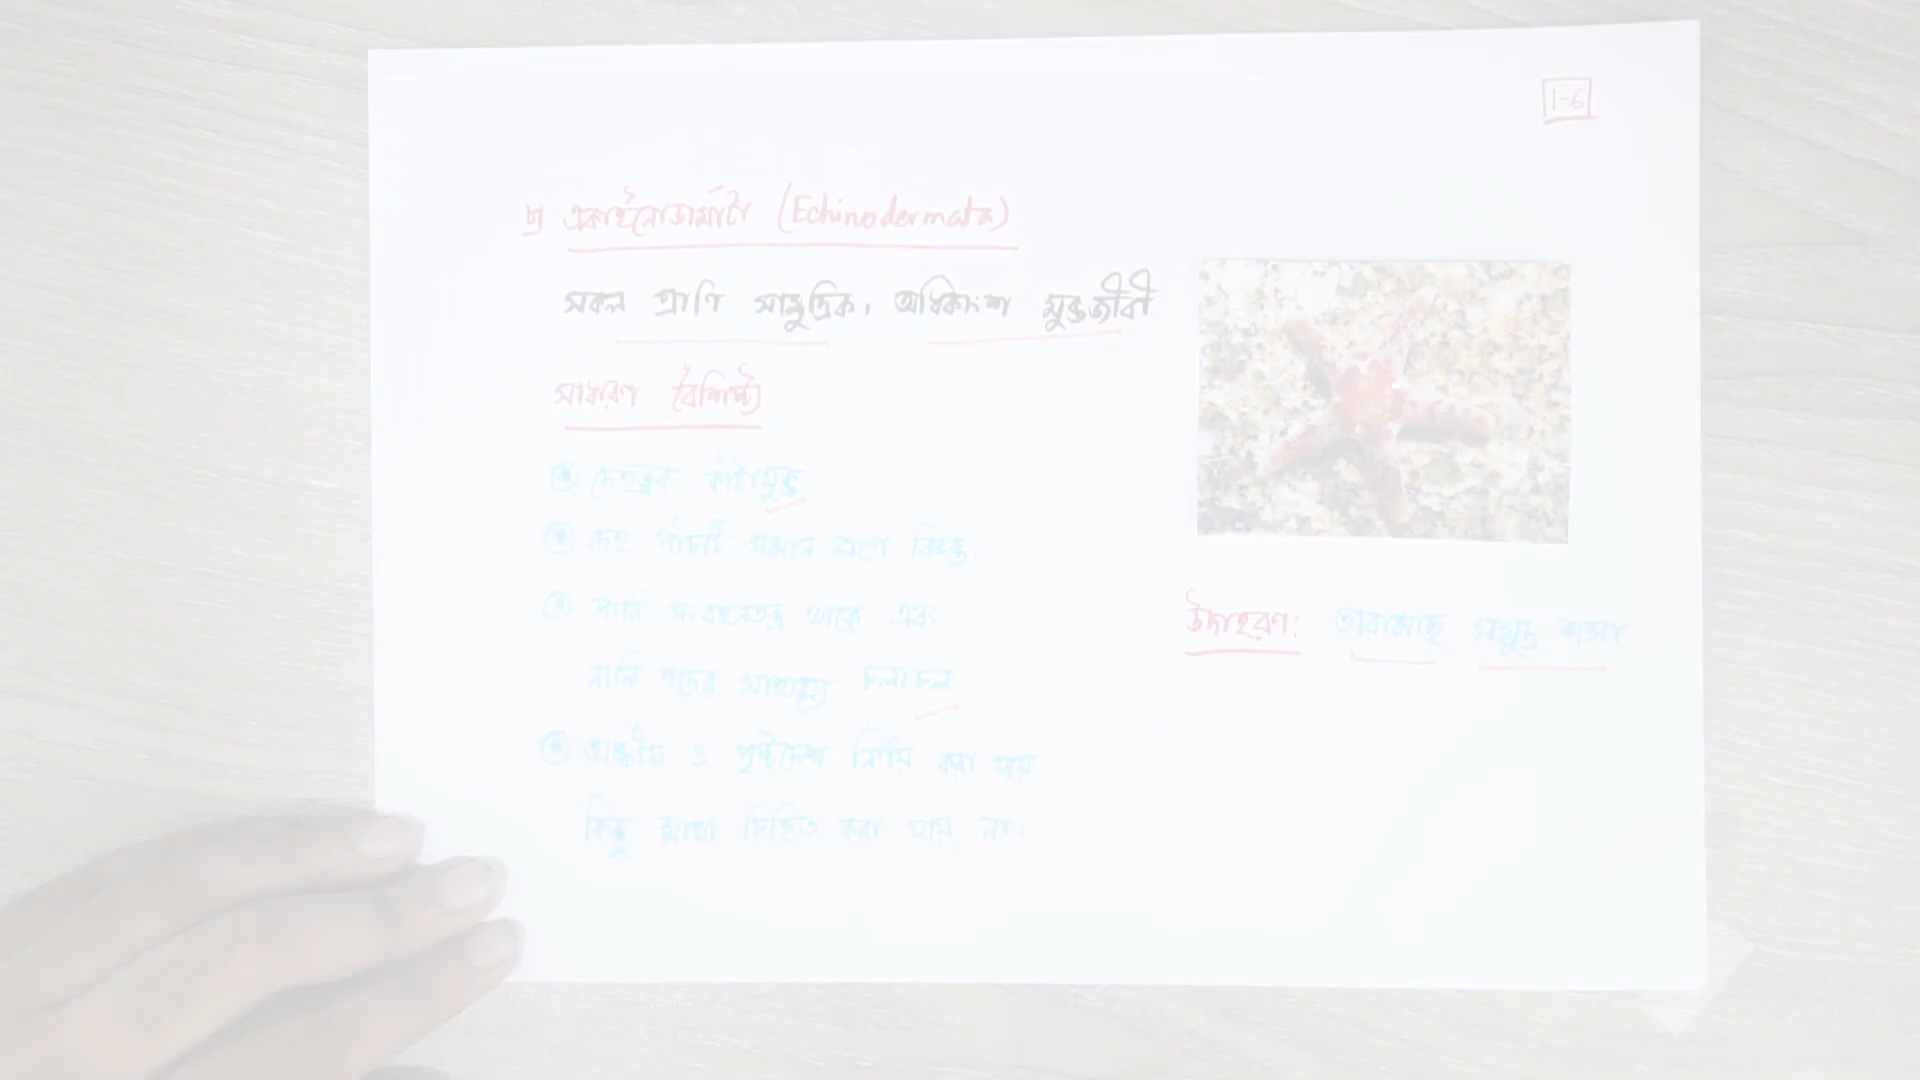 1-6
৮) একাইনোডার্মাটা (Echinodermata)
সকল প্রাণি সামুদ্রিক, অধিকাংশ মুক্তজীবী
সাধারণ বৈশিষ্ট্য
দেহত্বক কাঁটাযুক্ত
দেহ পাঁচটি সমান ভাগে বিভক্ত।
পানি সংবহনতন্ত্র থাকে এবং
নালি পদের সাহায্যে চলাচল
অঙ্কীয় ও পৃষ্ঠদেশ নির্ণয় করা যায়
কিন্তু মাথা চিহ্নিত করা যায় না।
উদাহরণ: তারামাছ সমুদ্র শসা